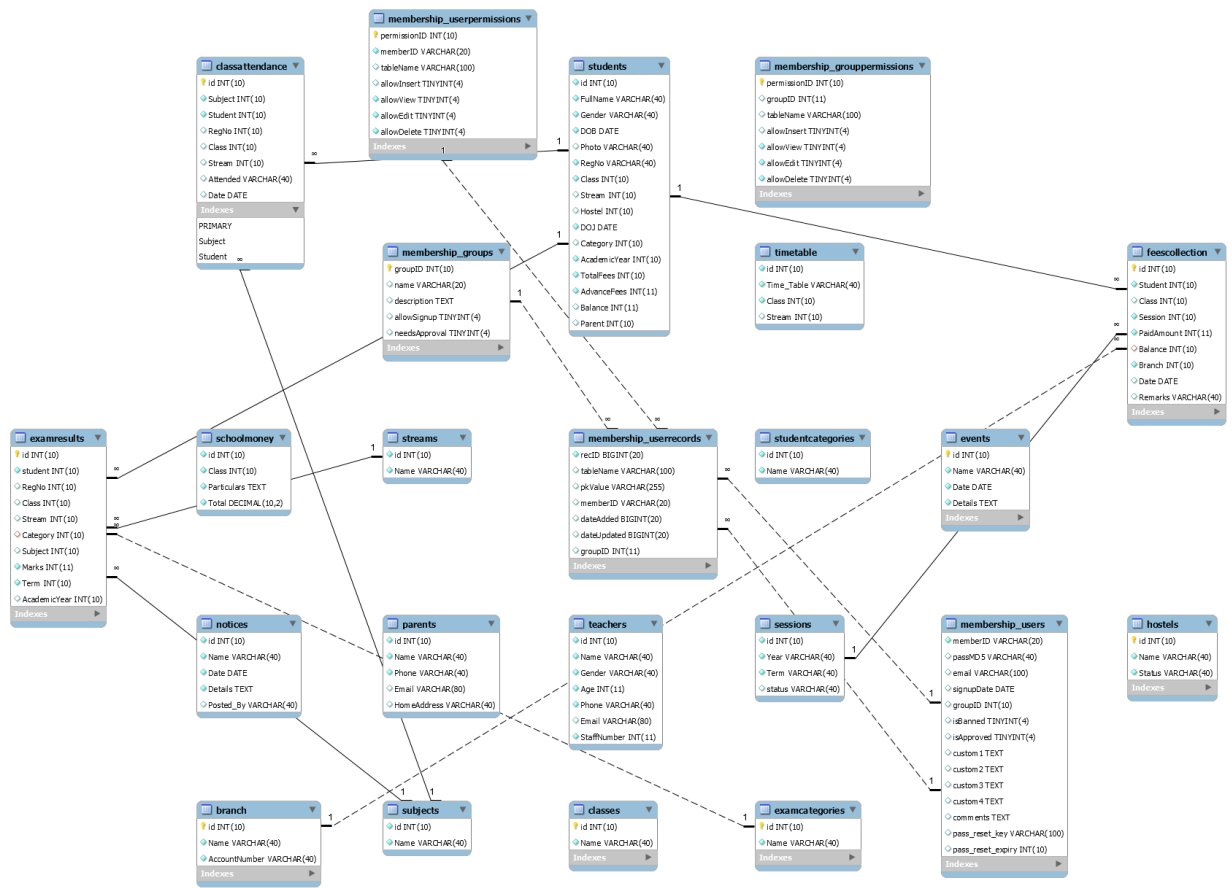 membership_userpermissions
permissionID INT(10)
memberID VARCHAR(20)
tableName VARCHAR(100)
allowInsert TINYINT(4)
allowView TINYINT(4)
allowEdit TINYINT(4)
allowDelete TINYINT(4)
Indexes
1
classattendance
id INT(10)
Subject INT(10)
Student INT(10)
RegNo INT(10)
Class INT(10)
Stream INT(10)
Attended VARCHAR(40)
Date DATE
Indexes
PRIMARY
Subject
Student
∞
∞
students
id INT(10)
FullName VARCHAR(40)
Gender VARCHAR(40)
DOB DATE
Photo VARCHAR(40)
RegNo VARCHAR(40)
Class INT(10)
Stream INT(10)
Hostel INT(10)
DOJ DATE
Category INT(10)
AcademicYear INT(10)
TotalFees INT(10)
AdvanceFees INT(11)
Balance INT(11)
Parent INT(10)
1
1
1
membership_grouppermissions
permissionID INT(10)
groupID INT(11)
tableName VARCHAR(100)
allowInsert TINYINT(4)
allowView TINYINT(4)
allowEdit TINYINT(4)
allowDelete TINYINT(4)
Indexes
membership_groups
groupID INT(10)
name VARCHAR(20)
description TEXT
allowSignup TINYINT(4)
needsApproval TINYINT(4)
Indexes
1
timetable
id INT(10)
Time_Table VARCHAR(40)
Class INT(10)
Stream INT(10)
feescollection
id INT(10)
Student INT(10)
Class INT(10)
Session INT(10)
PaidAmount INT(11)
Balance INT(10)
Branch INT(10)
Date DATE
Remarks VARCHAR(40)
Indexes
∞
∞
∞
examresults
id INT(10)
student INT(10)
RegNo INT(10)
Class INT(10)
Stream INT(10)
Category INT(10)
Subject INT(10)
Marks INT(11)
Term INT(10)
AcademicYear INT(10)
Indexes
∞
∞
∞
∞
schoolmoney
id INT(10)
Class INT(10)
Particulars TEXT
Total DECIMAL(10,2)
streams
id INT(10)
Name VARCHAR(40)
1
membership_userrecords
recID BIGINT(20)
tableName VARCHAR(100)
pkValue VARCHAR(255)
memberID VARCHAR(20)
dateAdded BIGINT(20)
dateUpdated BIGINT(20)
groupID INT(11)
Indexes
∞
∞
∞
∞
studentcategories
id INT(10)
Name VARCHAR(40)
events
id INT(10)
Name VARCHAR(40)
Date DATE
Details TEXT
Indexes
notices
id INT(10)
Name VARCHAR(40)
Date DATE
Details TEXT
Posted_By VARCHAR(40)
parents
id INT(10)
Name VARCHAR(40)
Phone VARCHAR(40)
Email VARCHAR(80)
HomeAddress VARCHAR(40)
teachers
id INT(10)
Name VARCHAR(40)
Gender VARCHAR(40)
Age INT(11)
Phone VARCHAR(40)
Email VARCHAR(80)
StaffNumber INT(11)
sessions
id INT(10)
Year VARCHAR(40)
Term VARCHAR(40)
status VARCHAR(40)
1
membership_users
memberID VARCHAR(20)
passMD5 VARCHAR(40)
email VARCHAR(100)
signupDate DATE
groupID INT(10)
isBanned TINYINT(4)
isApproved TINYINT(4)
custom1 TEXT
custom2 TEXT
custom3 TEXT
custom4 TEXT
comments TEXT
pass_reset_key VARCHAR(100)
pass_reset_expiry INT(10)
Indexes
1
1
hostels
id INT(10)
Name VARCHAR(40)
Status VARCHAR(40)
Indexes
branch
id INT(10)
Name VARCHAR(40)
AccountNumber VARCHAR(40)
Indexes
1
subjects
id INT(10)
Name VARCHAR(40)
1
1
classes
id INT(10)
Name VARCHAR(40)
Indexes
examcategories
id INT(10)
Name VARCHAR(40)
Indexes
1